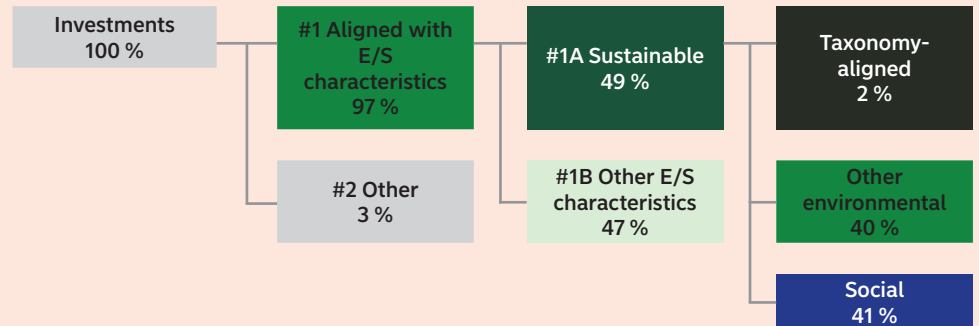 Investments
100 %
#1 Aligned with
E/S
characteristics
97 %
#1A Sustainable
49 %
Taxonomy-
aligned
2 %
#2 Other
3 %
#1B Other E/S
characteristics
47 %
Other
environmental
40 %
Social
41 %